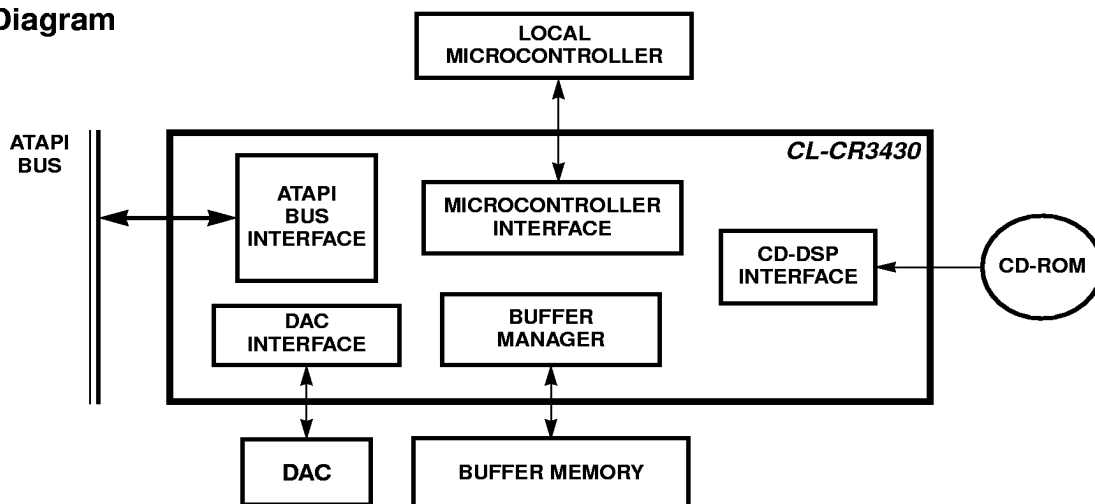 Diagram
LOCAL
MICROCONTROLLER
ATAPI
BUS
CL-CR3430
ATAPI
BUS
INTERFACE
MICROCONTROLLER
INTERFACE
CD-DSP
INTERFACE
CD-ROM
DAC
INTERFACE
BUFFER
MANAGER
DAC
BUFFER MEMORY